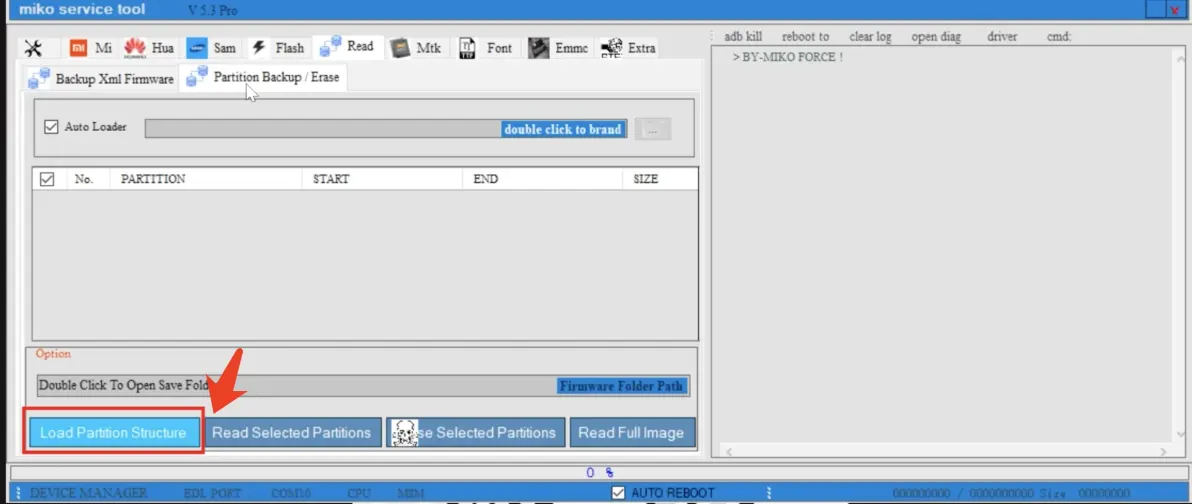 miko service tool V 5.3 Pro
Mi Hua Sam Flash Read Mtk Font Emmc Extra
adb kill reboot to clear log open diag driver cmd:
Backup Xml Firmware Partition Backup / Erase
> BY-MIKO FORCE !
Auto Loader double click to brand ...
No. PARTITION START END SIZE
Option
Double Click To Open Save Fold Firmware Folder Path
Load Partition Structure Read Selected Partitions se Selected Partitions Read Full Image
0 %
DEVICE MANAGER EDL PORT COM10 CPU MEM AUTO REBOOT 000000000 / 0000000000 Size 00000000